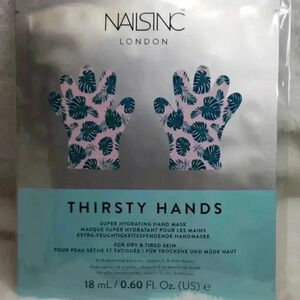 NAILSINC
LONDON
THIRSTY HANDS
SUPER HYDRATING HAND MASK
MASQUE SUPER HYDRATANT POUR LES MAINS
EXTRA-FEUCHTIGKEITSSPENDENDE HANDMASKE
FOR DRY & TIRED SKIN
POUR PEAU SÈCHE ET FATIGUÉE | FÜR TROCKENE UND MÜDE HAUT
18 mL / 0.60 FL Oz. (US) ℮